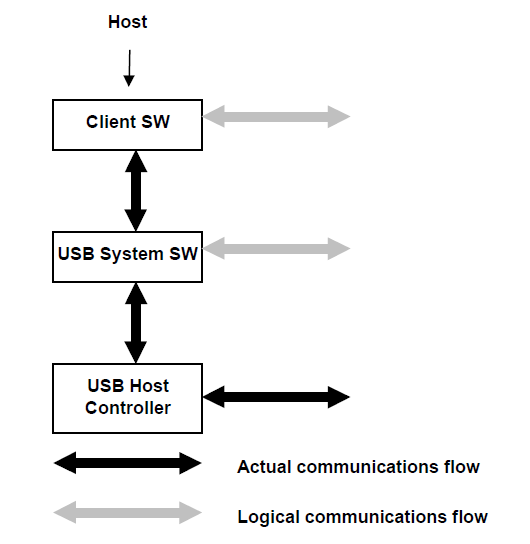 Host
Client SW
USB System SW
USB Host
Controller
Actual communications flow
Logical communications flow